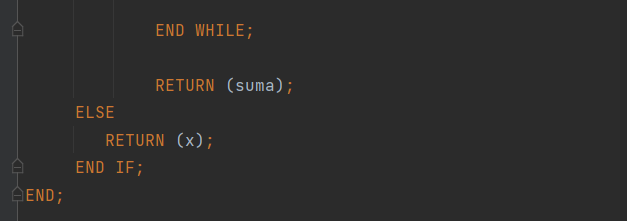 END WHILE;
RETURN (suma);
ELSE
RETURN (x);
END IF;
END;